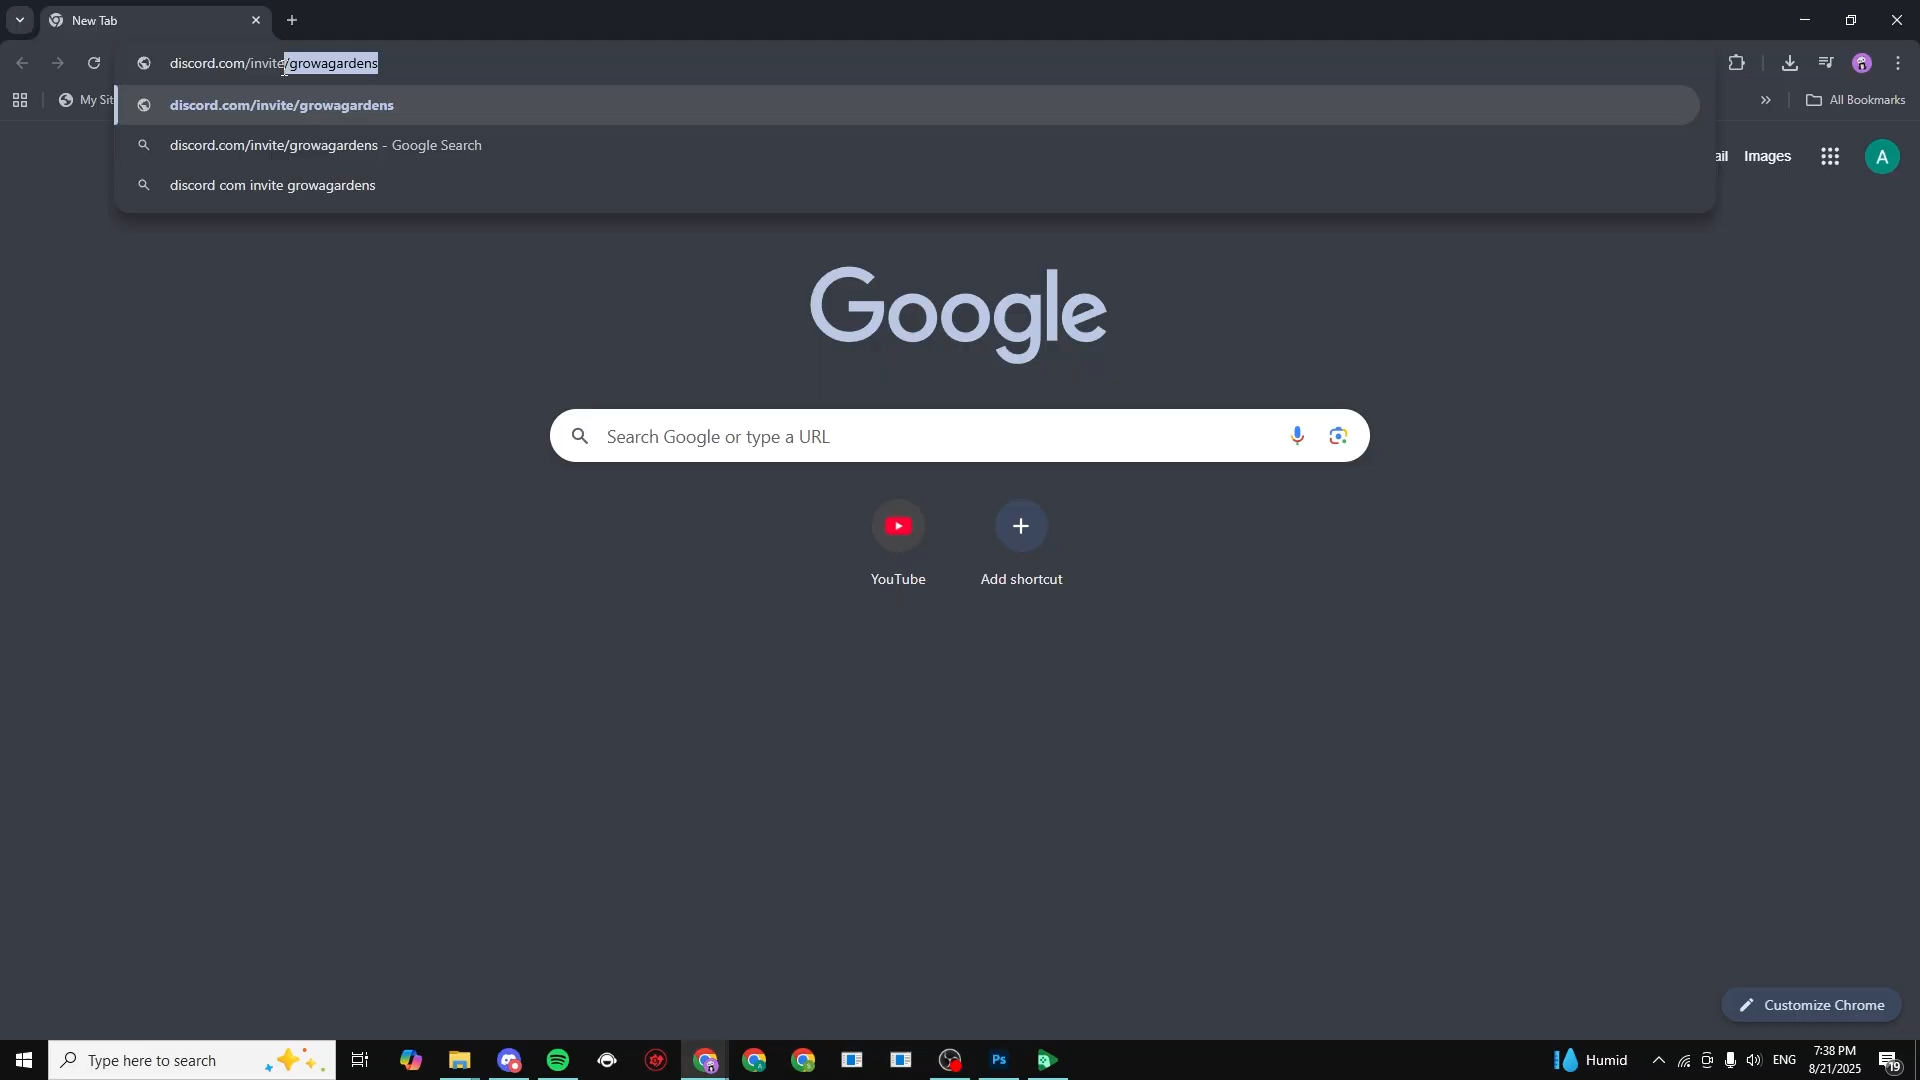 New Tab
discord.com/invite/growagardens
My Sit
discord.com/invite/growagardens
All Bookmarks
discord.com/invite/growagardens - Google Search
ail Images
A
discord com invite growagardens
Google
Search Google or type a URL
YouTube
Add shortcut
Customize Chrome
Type here to search
Ps
Humid
ENG
7:38 PM
8/21/2025
19